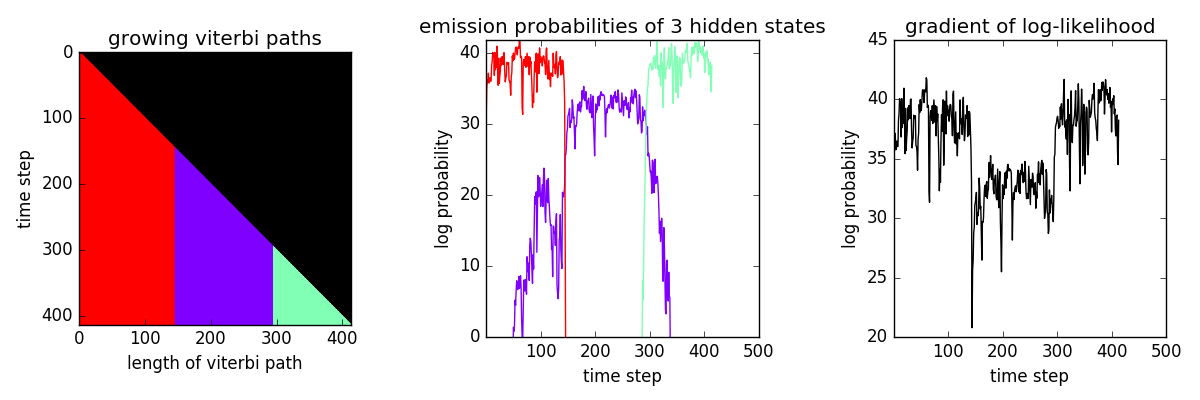 growing viterbi paths
0
100
200
300
400
time step
0 100 200 300 400
length of viterbi path
emission probabilities of 3 hidden states
40
30
20
10
0
log probability
100 200 300 400 500
time step
gradient of log-likelihood
45
40
35
30
25
20
log probability
100 200 300 400 500
time step